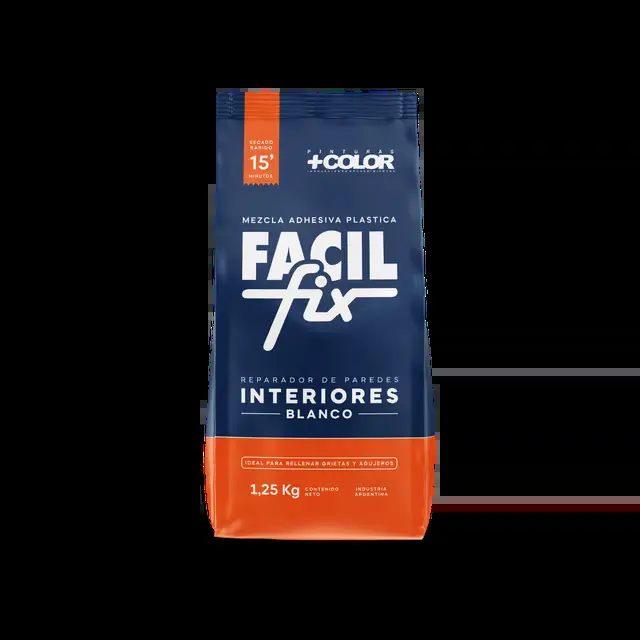 SECADO
RAPIDO
15'
MINUTOS
PINTURAS
+COLOR
MEZCLA ADHESIVA PLASTICA
FACIL
fix
REPARADOR DE PAREDES
INTERIORES
BLANCO
IDEAL PARA RELLENAR GRIETAS Y AGUJEROS
1,25 Kg
CONTENIDO
NETO
INDUSTRIA
ARGENTINA